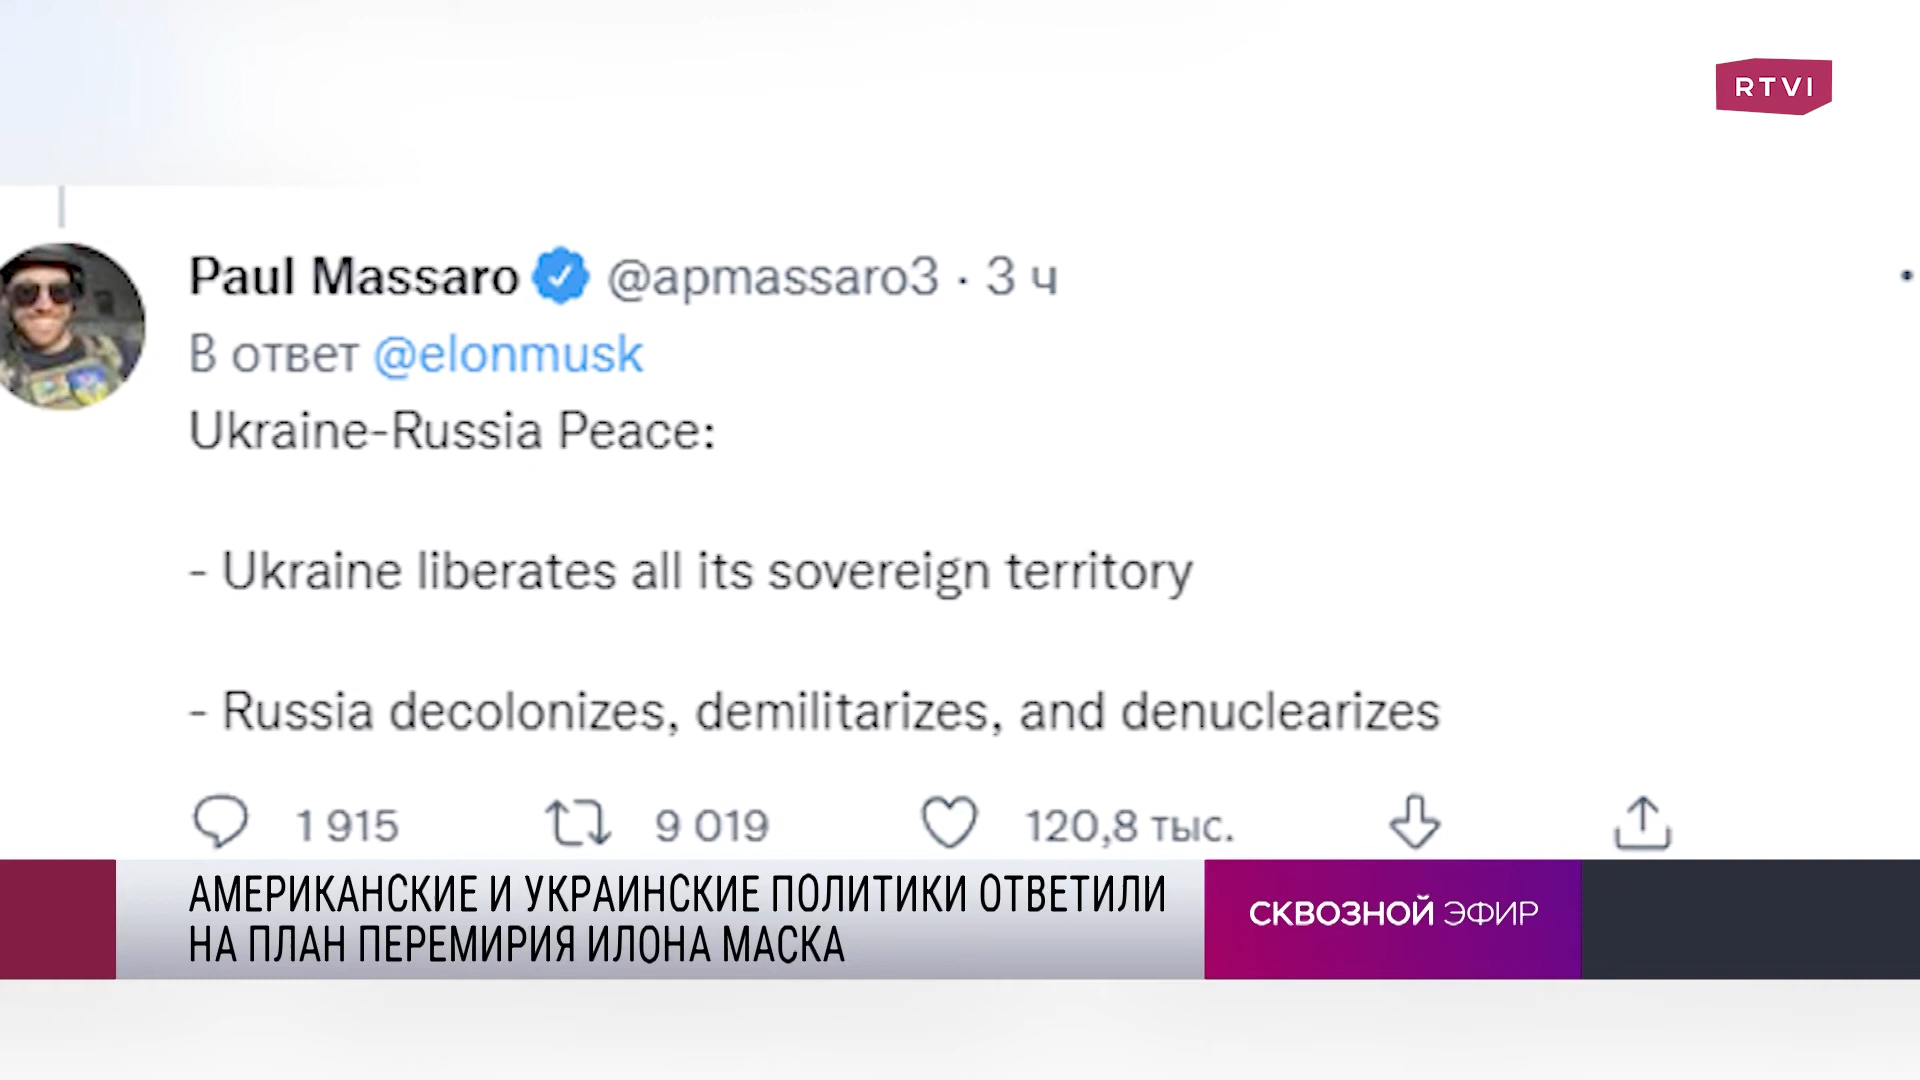 RTVI
Paul Massaro @apmassaro3 · 3 ч
В ответ @elonmusk
Ukraine-Russia Peace:
- Ukraine liberates all its sovereign territory
- Russia decolonizes, demilitarizes, and denuclearizes
1 915 9 019 120,8 тыс.
АМЕРИКАНСКИЕ И УКРАИНСКИЕ ПОЛИТИКИ ОТВЕТИЛИ
НА ПЛАН ПЕРЕМИРИЯ ИЛОНА МАСКА
СКВОЗНОЙ ЭФИР